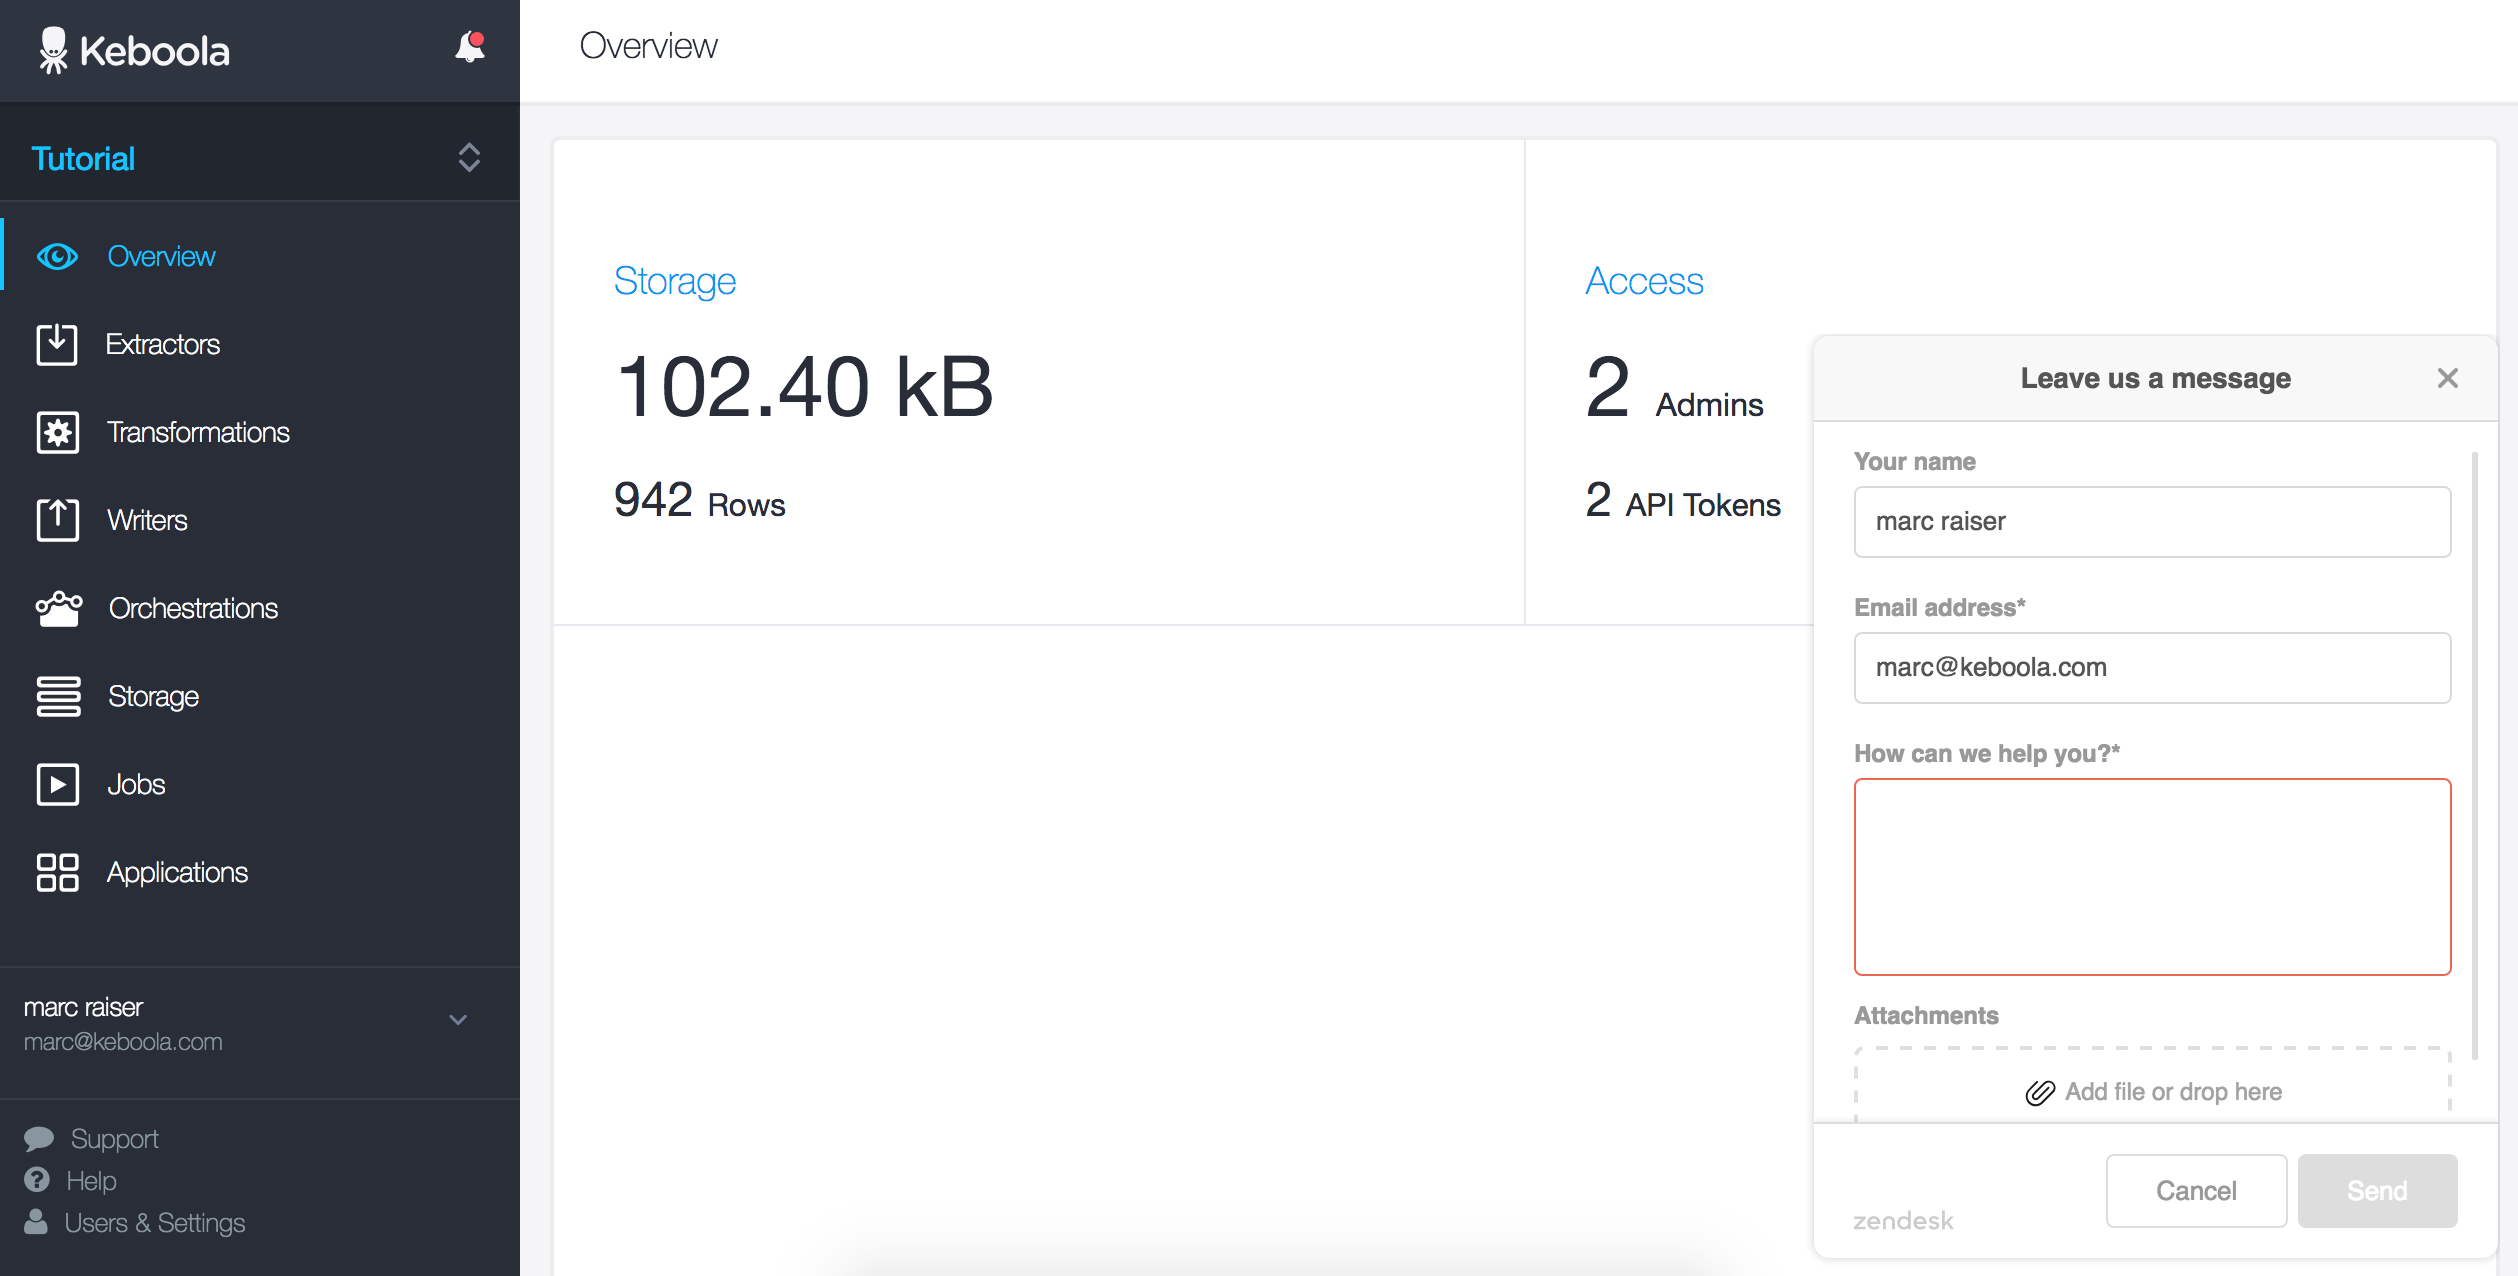 Keboola
Tutorial
Overview
Extractors
Transformations
Writers
Orchestrations
Storage
Jobs
Applications
marc raiser
marc@keboola.com
Support
Help
Users & Settings
Overview
Storage
102.40 kB
942 Rows
Access
2 Admins
2 API Tokens
Leave us a message
Your name
marc raiser
Email address*
marc@keboola.com
How can we help you?*
Attachments
Add file or drop here
zendesk
Cancel
Send